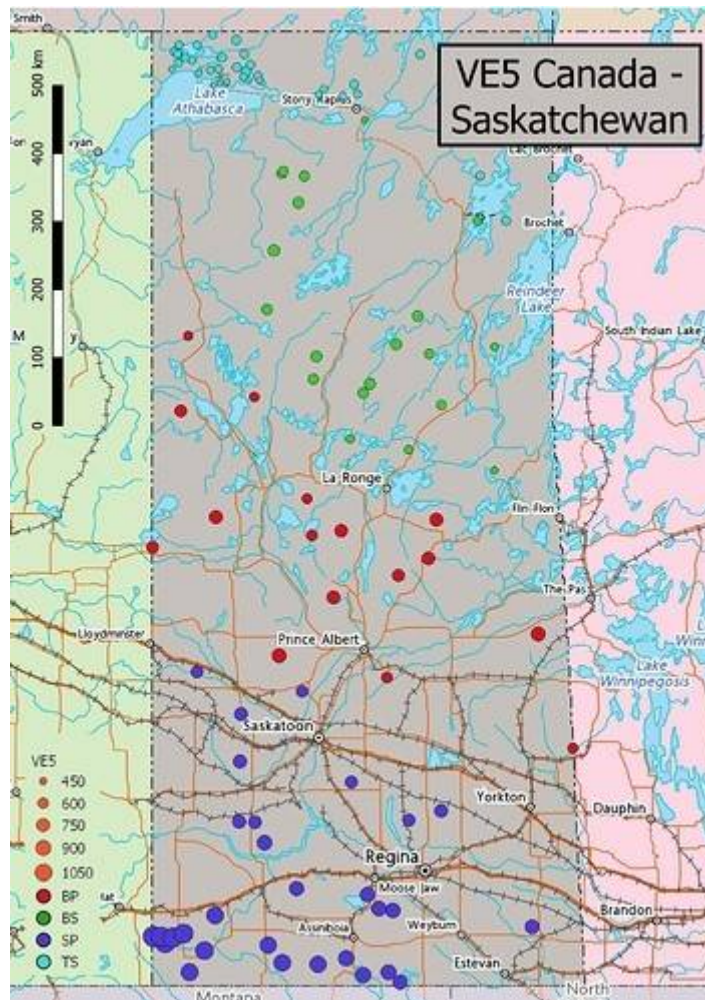 Smith
VE5 Canada -
Saskatchewan
500 km
Lake
Athabasca
Stony Rapids
ryan
400
Lac Brochet
300
Brochet
200
Reindeer
Lake
South Indian Lake
M
y
100
0
La Ronge
Flin Flon
The Pas
Lloydminster
Prince Albert
Lake
Winnipegosis
Saskatoon
VE5
450
600
750
900
1050
BP
BS
SP
TS
Yorkton
Dauphin
Regina
Moose Jaw
hat
Brandon
Assiniboia
Weyburn
Estevan
Montana
North